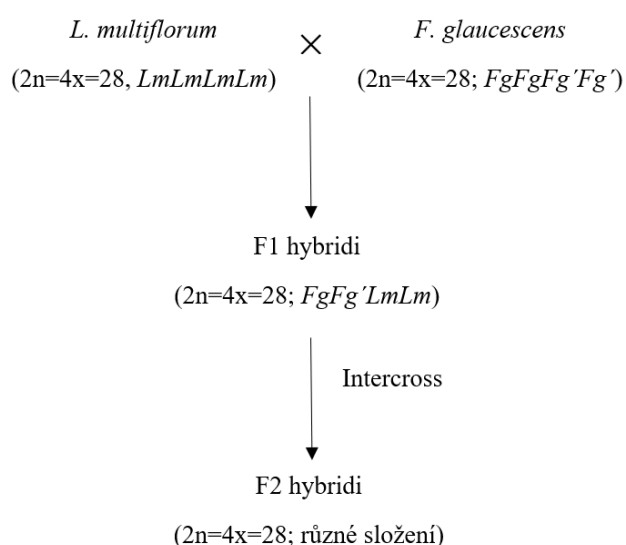 L. multiflorum × F. glaucescens
(2n=4x=28, LmLmLmLm) (2n=4x=28; FgFgFg´Fg´)
F1 hybridi
(2n=4x=28; FgFg´LmLm)
Intercross
F2 hybridi
(2n=4x=28; různé složení)